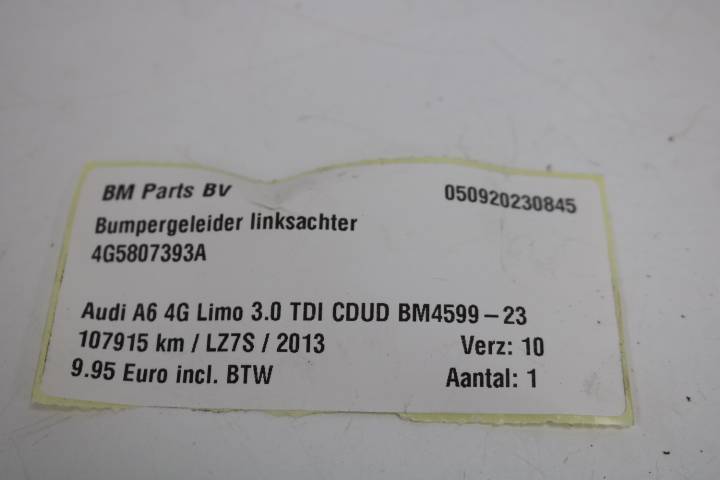 BM Parts BV 050920230845
Bumpergeleider linksachter
4G5807393A
Audi A6 4G Limo 3.0 TDI CDUD BM4599-23
107915 km / LZ7S / 2013 Verz: 10
9.95 Euro incl. BTW Aantal: 1